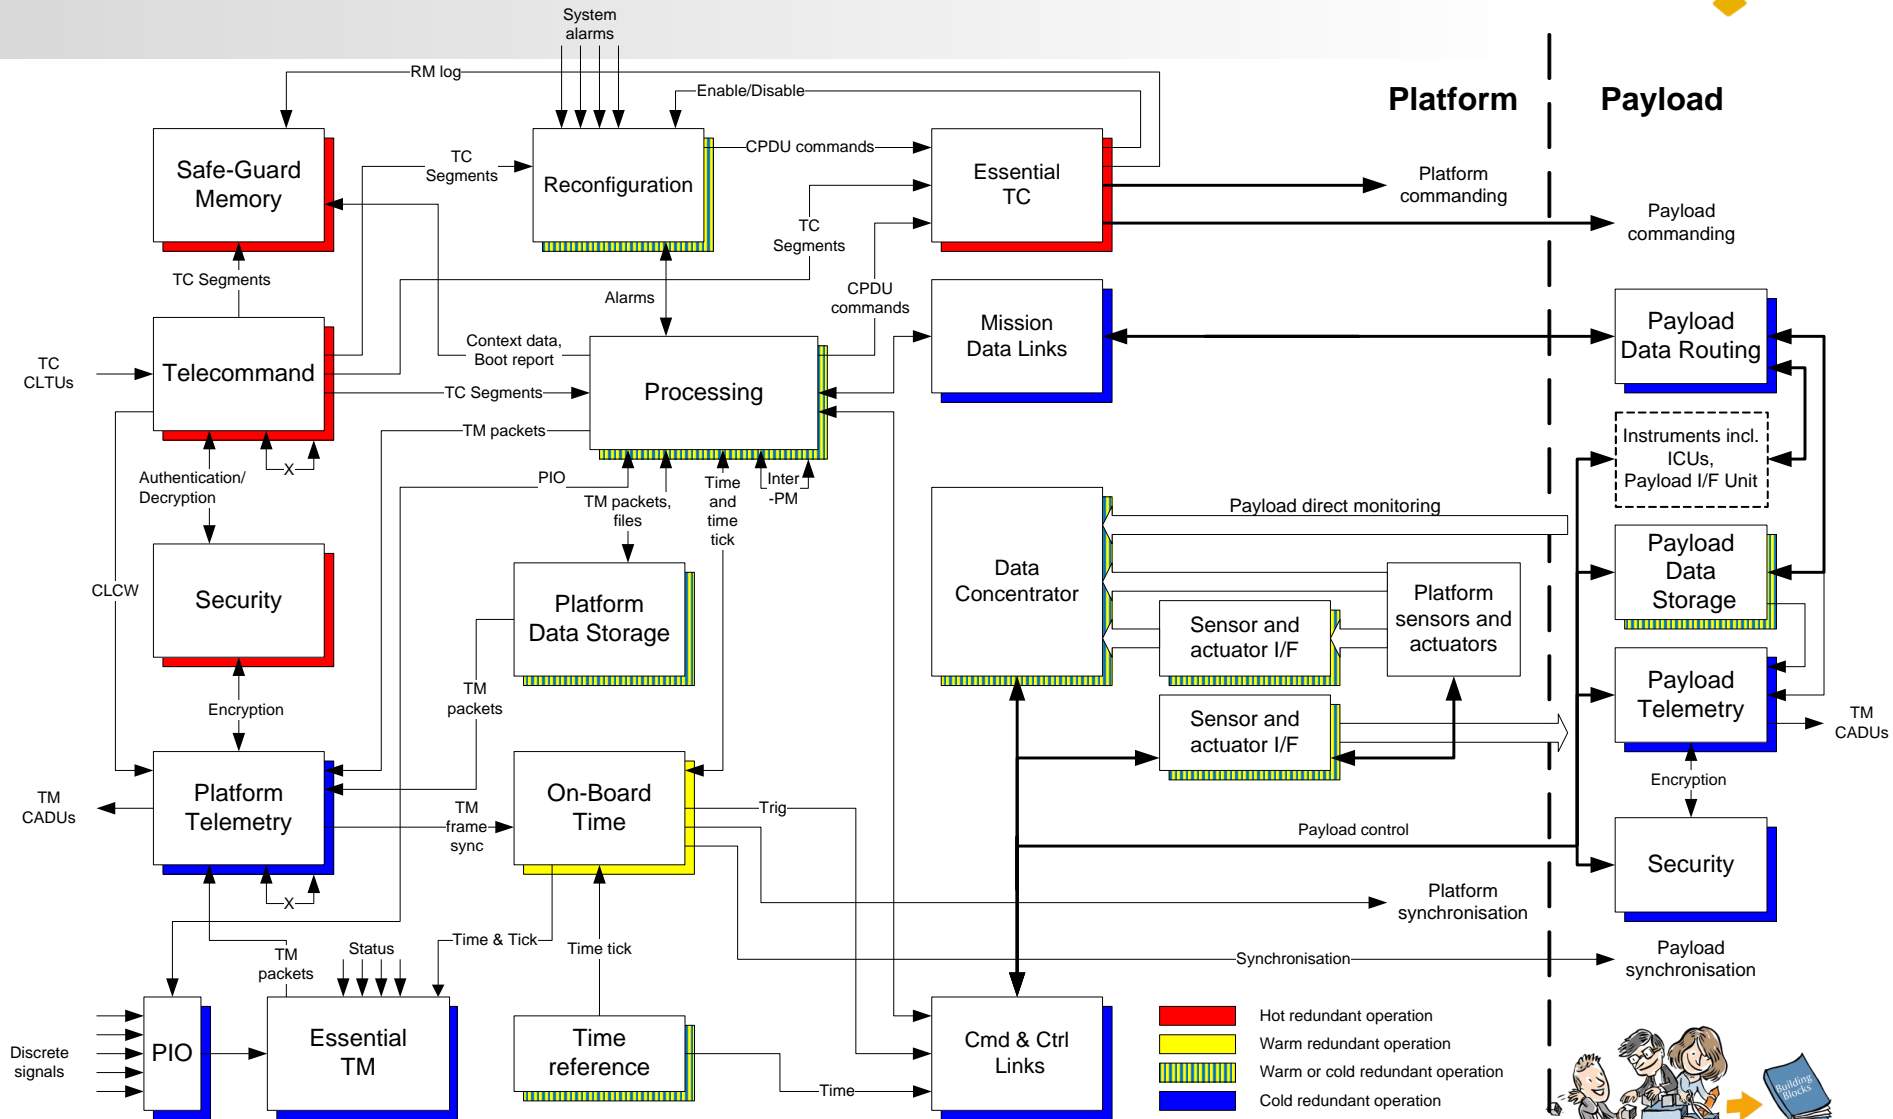 System
alarms
RM log
Enable/Disable
Platform
Payload
Safe-Guard
Memory
TC
Segments
Reconfiguration
CPDU commands
Essential
TC
Platform
commanding
Payload
commanding
TC
Segments
TC Segments
Alarms
CPDU
commands
Mission
Data Links
Payload
Data Routing
TC
CLTUs
Telecommand
Context data,
Boot report
Processing
TC Segments
TM packets
Instruments incl.
ICUs,
Payload I/F Unit
X
Authentication/
Decryption
PIO
TM packets,
files
Time
and
time
tick
Inter
-PM
Payload direct monitoring
Security
CLCW
Platform
Data Storage
Data
Concentrator
Sensor and
actuator I/F
Platform
sensors and
actuators
Payload
Data
Storage
Encryption
TM
packets
Sensor and
actuator I/F
Payload
Telemetry
TM
CADUs
TM
CADUs
Platform
Telemetry
TM
frame
sync
On-Board
Time
Trig
Payload control
Encryption
Security
X
Platform
synchronisation
TM
packets
Status
Time & Tick
Time tick
Synchronisation
Payload
synchronisation
Discrete
signals
PIO
Essential
TM
Time
reference
Time
Cmd & Ctrl
Links
Hot redundant operation
Warm redundant operation
Warm or cold redundant operation
Cold redundant operation
Building
Blocks